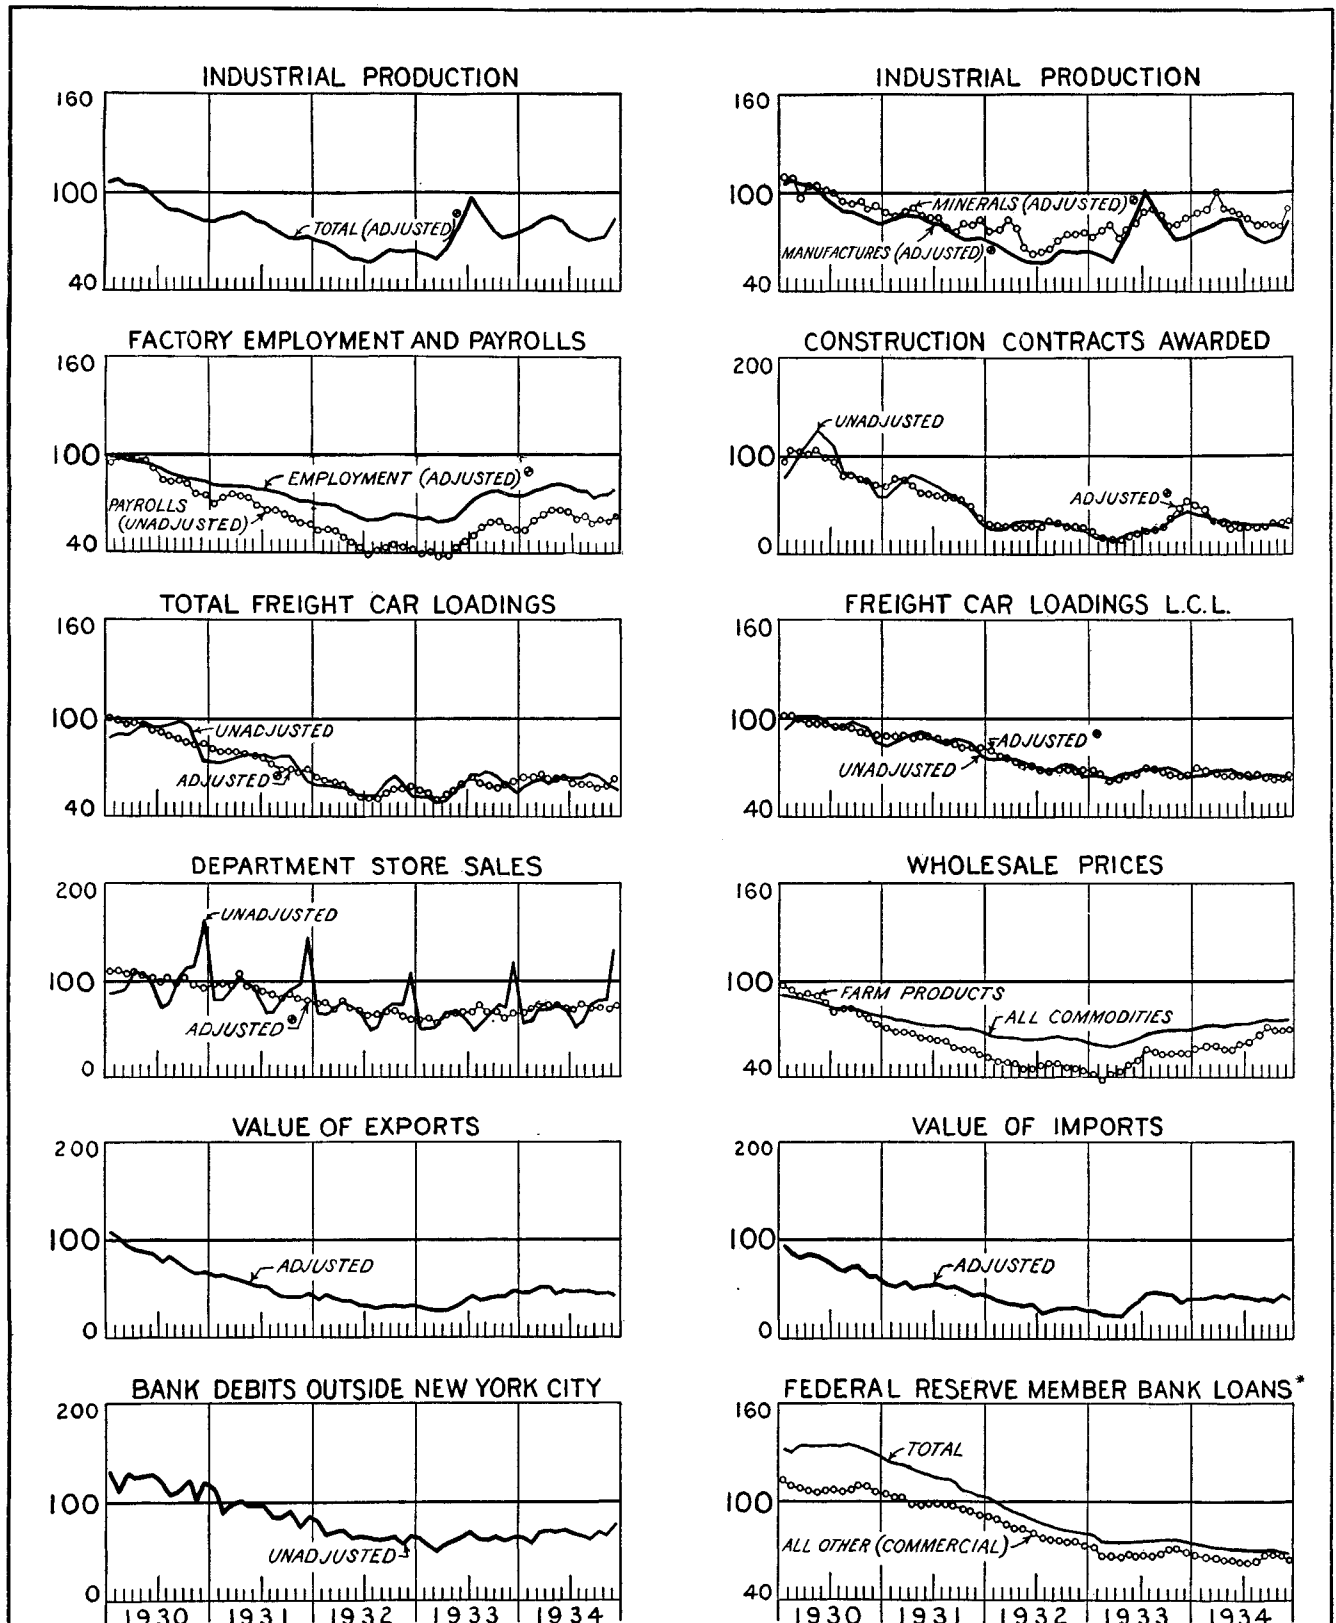 INDUSTRIAL PRODUCTION
160
100
40
TOTAL (ADJUSTED)
INDUSTRIAL PRODUCTION
160
100
40
MINERALS (ADJUSTED)
MANUFACTURES (ADJUSTED)
FACTORY EMPLOYMENT AND PAYROLLS
160
100
40
EMPLOYMENT (ADJUSTED)
PAYROLLS
(UNADJUSTED)
CONSTRUCTION CONTRACTS AWARDED
200
100
0
UNADJUSTED
ADJUSTED
TOTAL FREIGHT CAR LOADINGS
160
100
40
UNADJUSTED
ADJUSTED
FREIGHT CAR LOADINGS L.C.L.
160
100
40
ADJUSTED
UNADJUSTED
DEPARTMENT STORE SALES
200
100
0
UNADJUSTED
ADJUSTED
WHOLESALE PRICES
160
100
40
FARM PRODUCTS
ALL COMMODITIES
VALUE OF EXPORTS
200
100
0
ADJUSTED
VALUE OF IMPORTS
200
100
0
ADJUSTED
BANK DEBITS OUTSIDE NEW YORK CITY
200
100
0
UNADJUSTED
1930 1931 1932 1933 1934
FEDERAL RESERVE MEMBER BANK LOANS*
160
100
40
TOTAL
ALL OTHER (COMMERCIAL)
1930 1931 1932 1933 1934